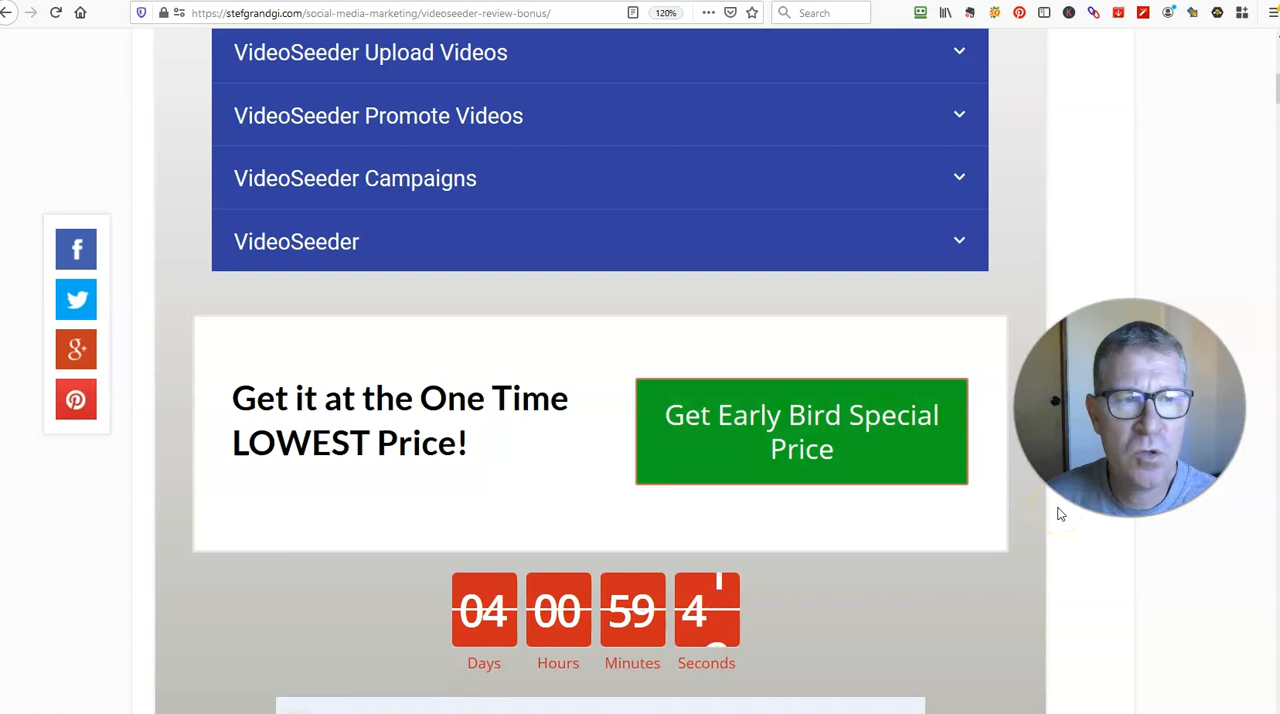 https://stefgrandgi.com/social-media-marketing/videoseeder-review-bonus/
120%
Search
VideoSeeder Upload Videos
VideoSeeder Promote Videos
VideoSeeder Campaigns
VideoSeeder
f
g+
Get it at the One Time
LOWEST Price!
Get Early Bird Special
Price
04 00 59 4
Days Hours Minutes Seconds